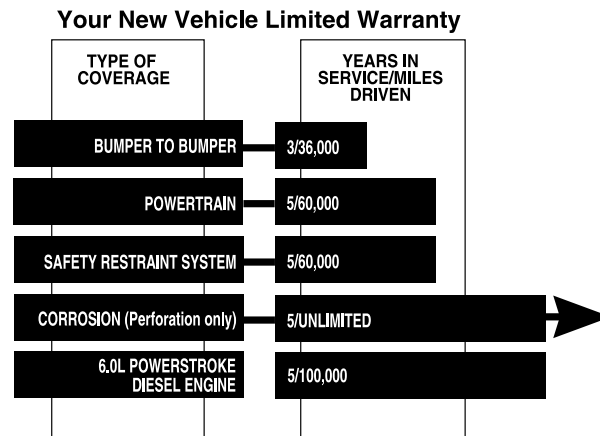 Your New Vehicle Limited Warranty
TYPE OF
COVERAGE
YEARS IN
SERVICE/MILES
DRIVEN
BUMPER TO BUMPER
3/36,000
POWERTRAIN
5/60,000
SAFETY RESTRAINT SYSTEM
5/60,000
CORROSION (Perforation only)
5/UNLIMITED
6.0L POWERSTROKE
DIESEL ENGINE
5/100,000